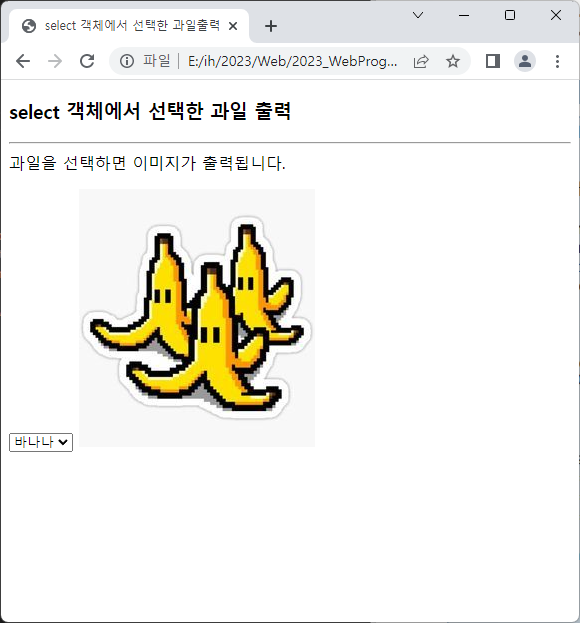 select 객체에서 선택한 과일출력
파일 E:/ih/2023/Web/2023_WebProg...
select 객체에서 선택한 과일 출력
과일을 선택하면 이미지가 출력됩니다.
바나나